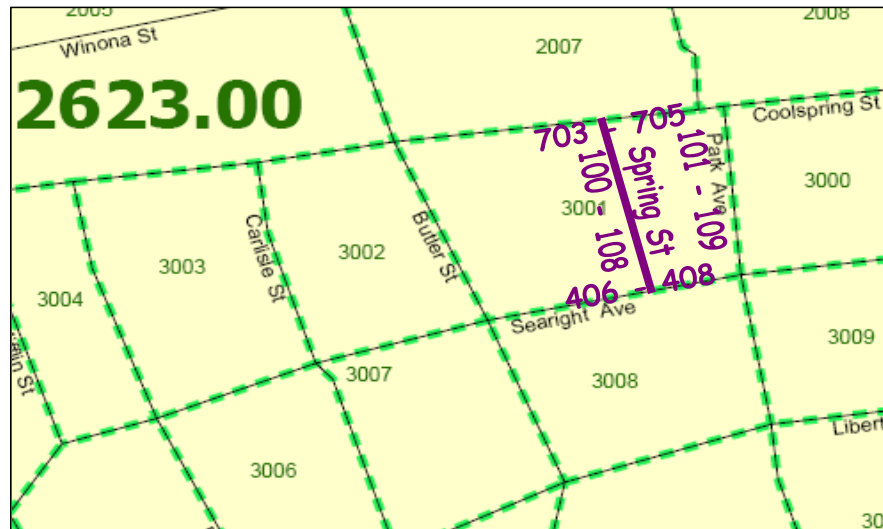 2005
2008
Winona St
2007
2623.00
Coolspring St
703
705
Park Ave
100 - 108
Spring St
101 - 109
3000
3001
Butler St
Carlisle St
3002
3003
3004
406
408
Searight Ave
3009
3007
3008
Libert
3006
30